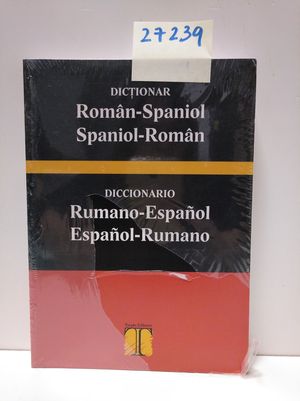 27239
DICȚIONAR
Român-Spaniol
Spaniol-Român
DICCIONARIO
Rumano-Español
Español-Rumano
T